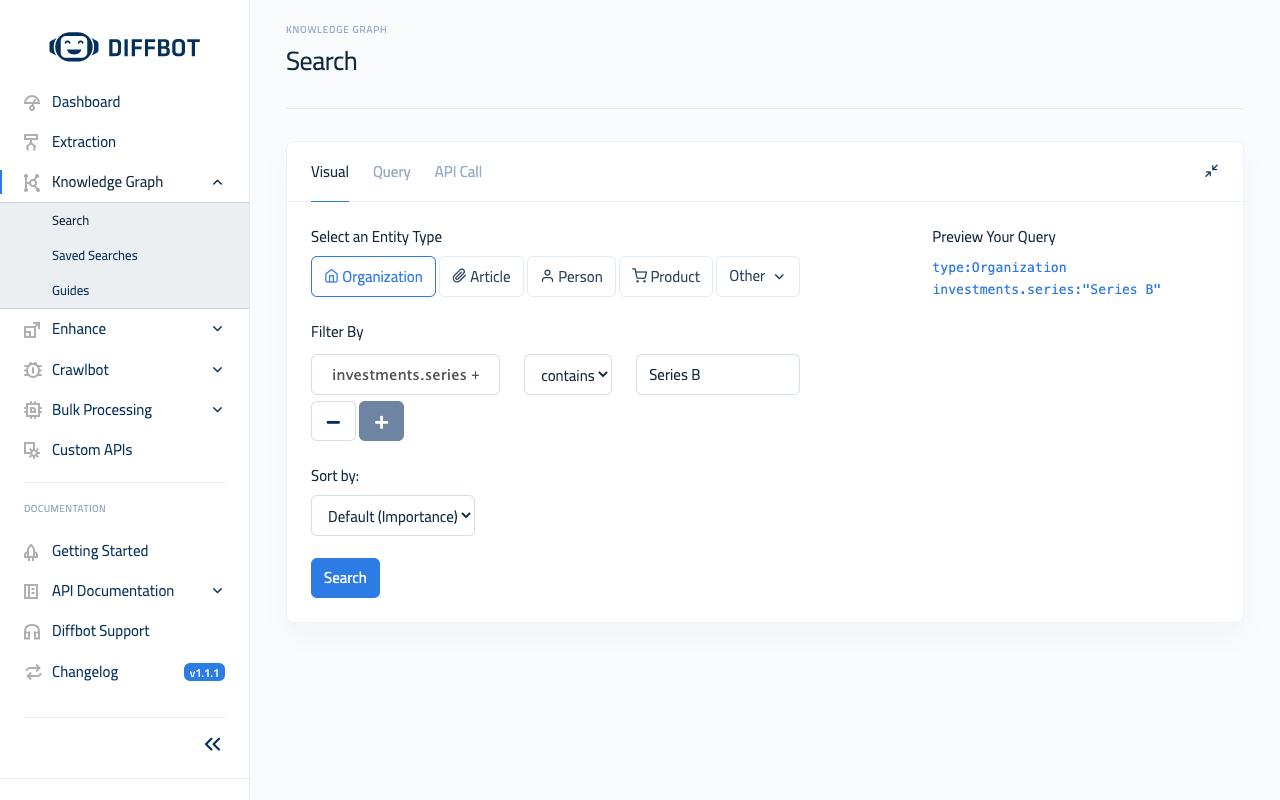 DIFFBOT
Dashboard
Extraction
Knowledge Graph
Search
Saved Searches
Guides
Enhance
Crawlbot
Bulk Processing
Custom APIs
DOCUMENTATION
Getting Started
API Documentation
Diffbot Support
Changelog v1.1.1
KNOWLEDGE GRAPH
Search
Visual Query API Call
Select an Entity Type
Organization Article Person Product Other
Filter By
investments.series + contains Series B
Sort by:
Default (Importance)
Search
Preview Your Query
type:Organization
investments.series:"Series B"